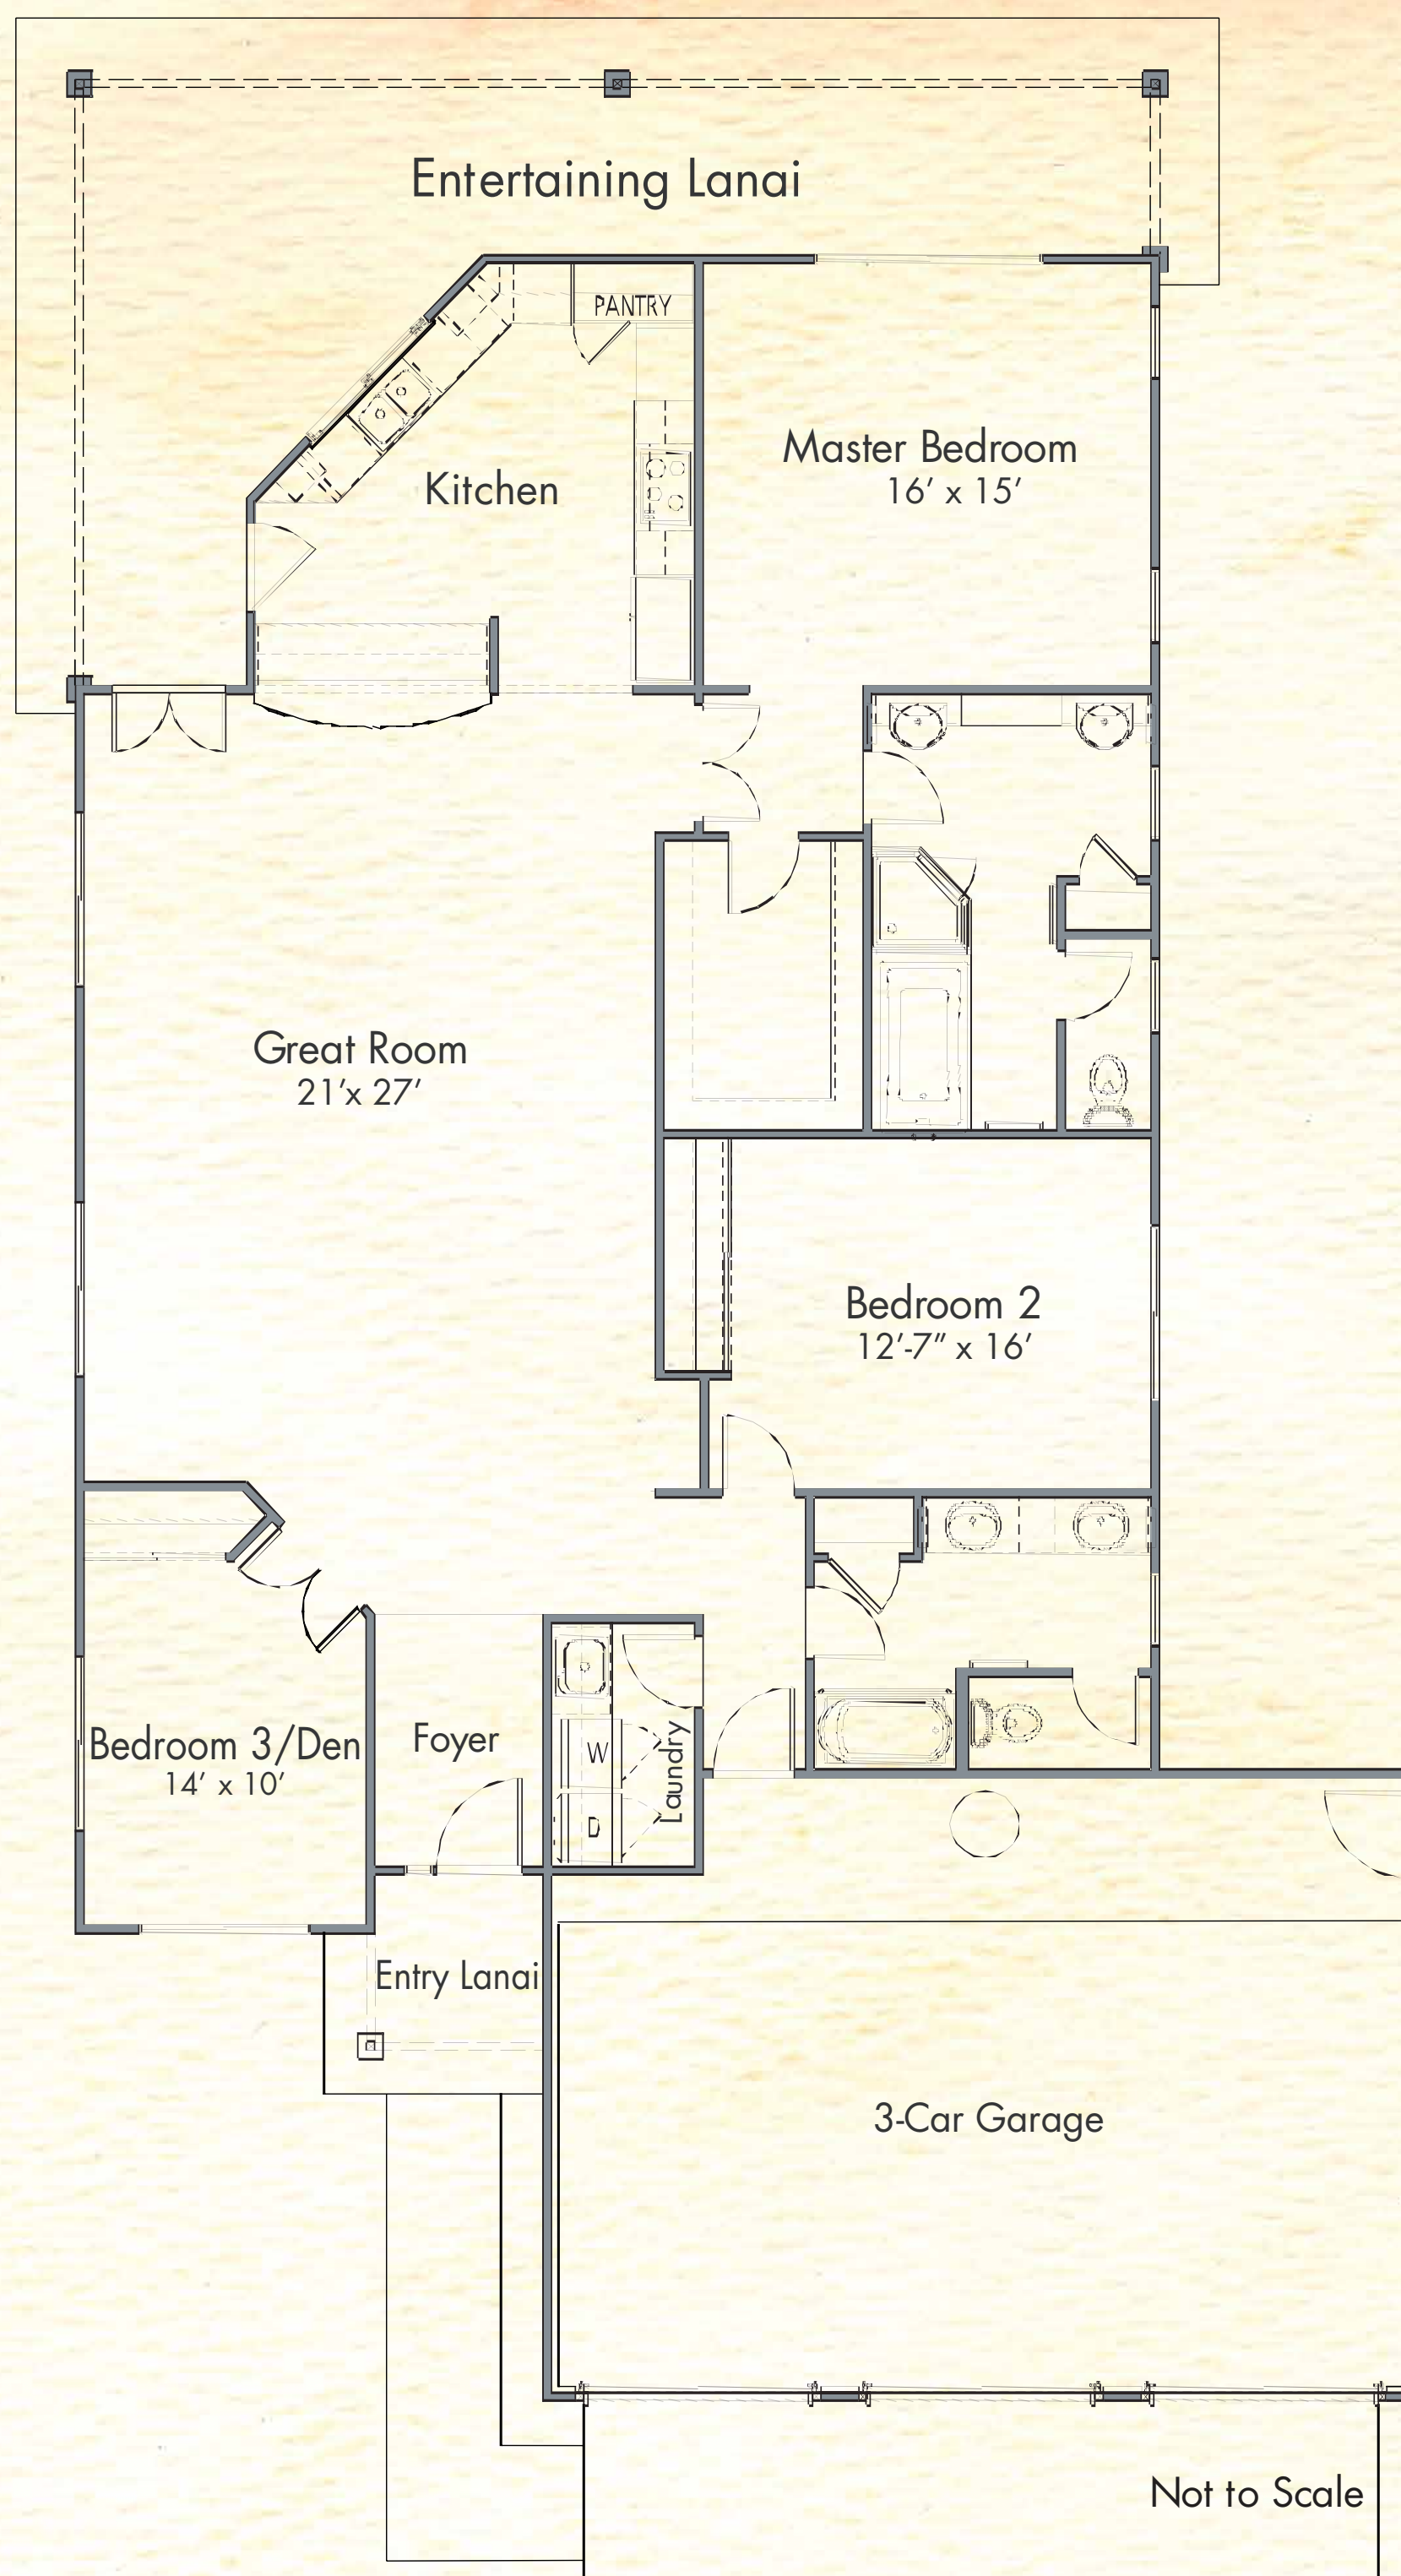 Entertaining Lanai
PANTRY
Master Bedroom
16′ x 15′
Kitchen
Great Room
21′x 27′
Bedroom 2
12′-7″ x 16′
Bedroom 3/Den
14′ x 10′
Foyer
W
D
Laundry
Entry Lanai
3-Car Garage
Not to Scale